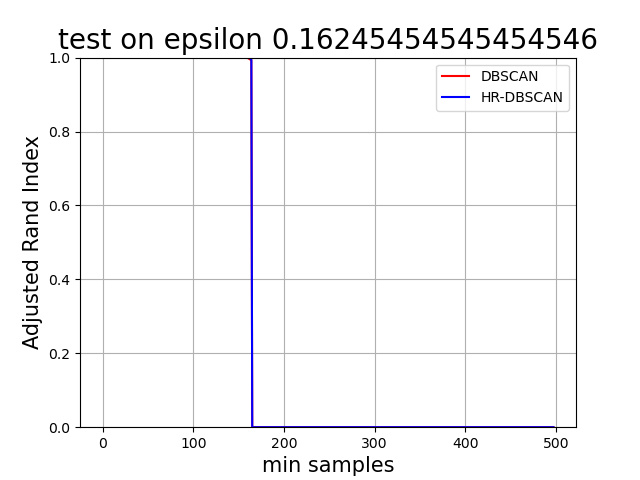 test on epsilon 0.16245454545454546
DBSCAN
HR-DBSCAN
Adjusted Rand Index
1.0
0.8
0.6
0.4
0.2
0.0
0 100 200 300 400 500
min samples